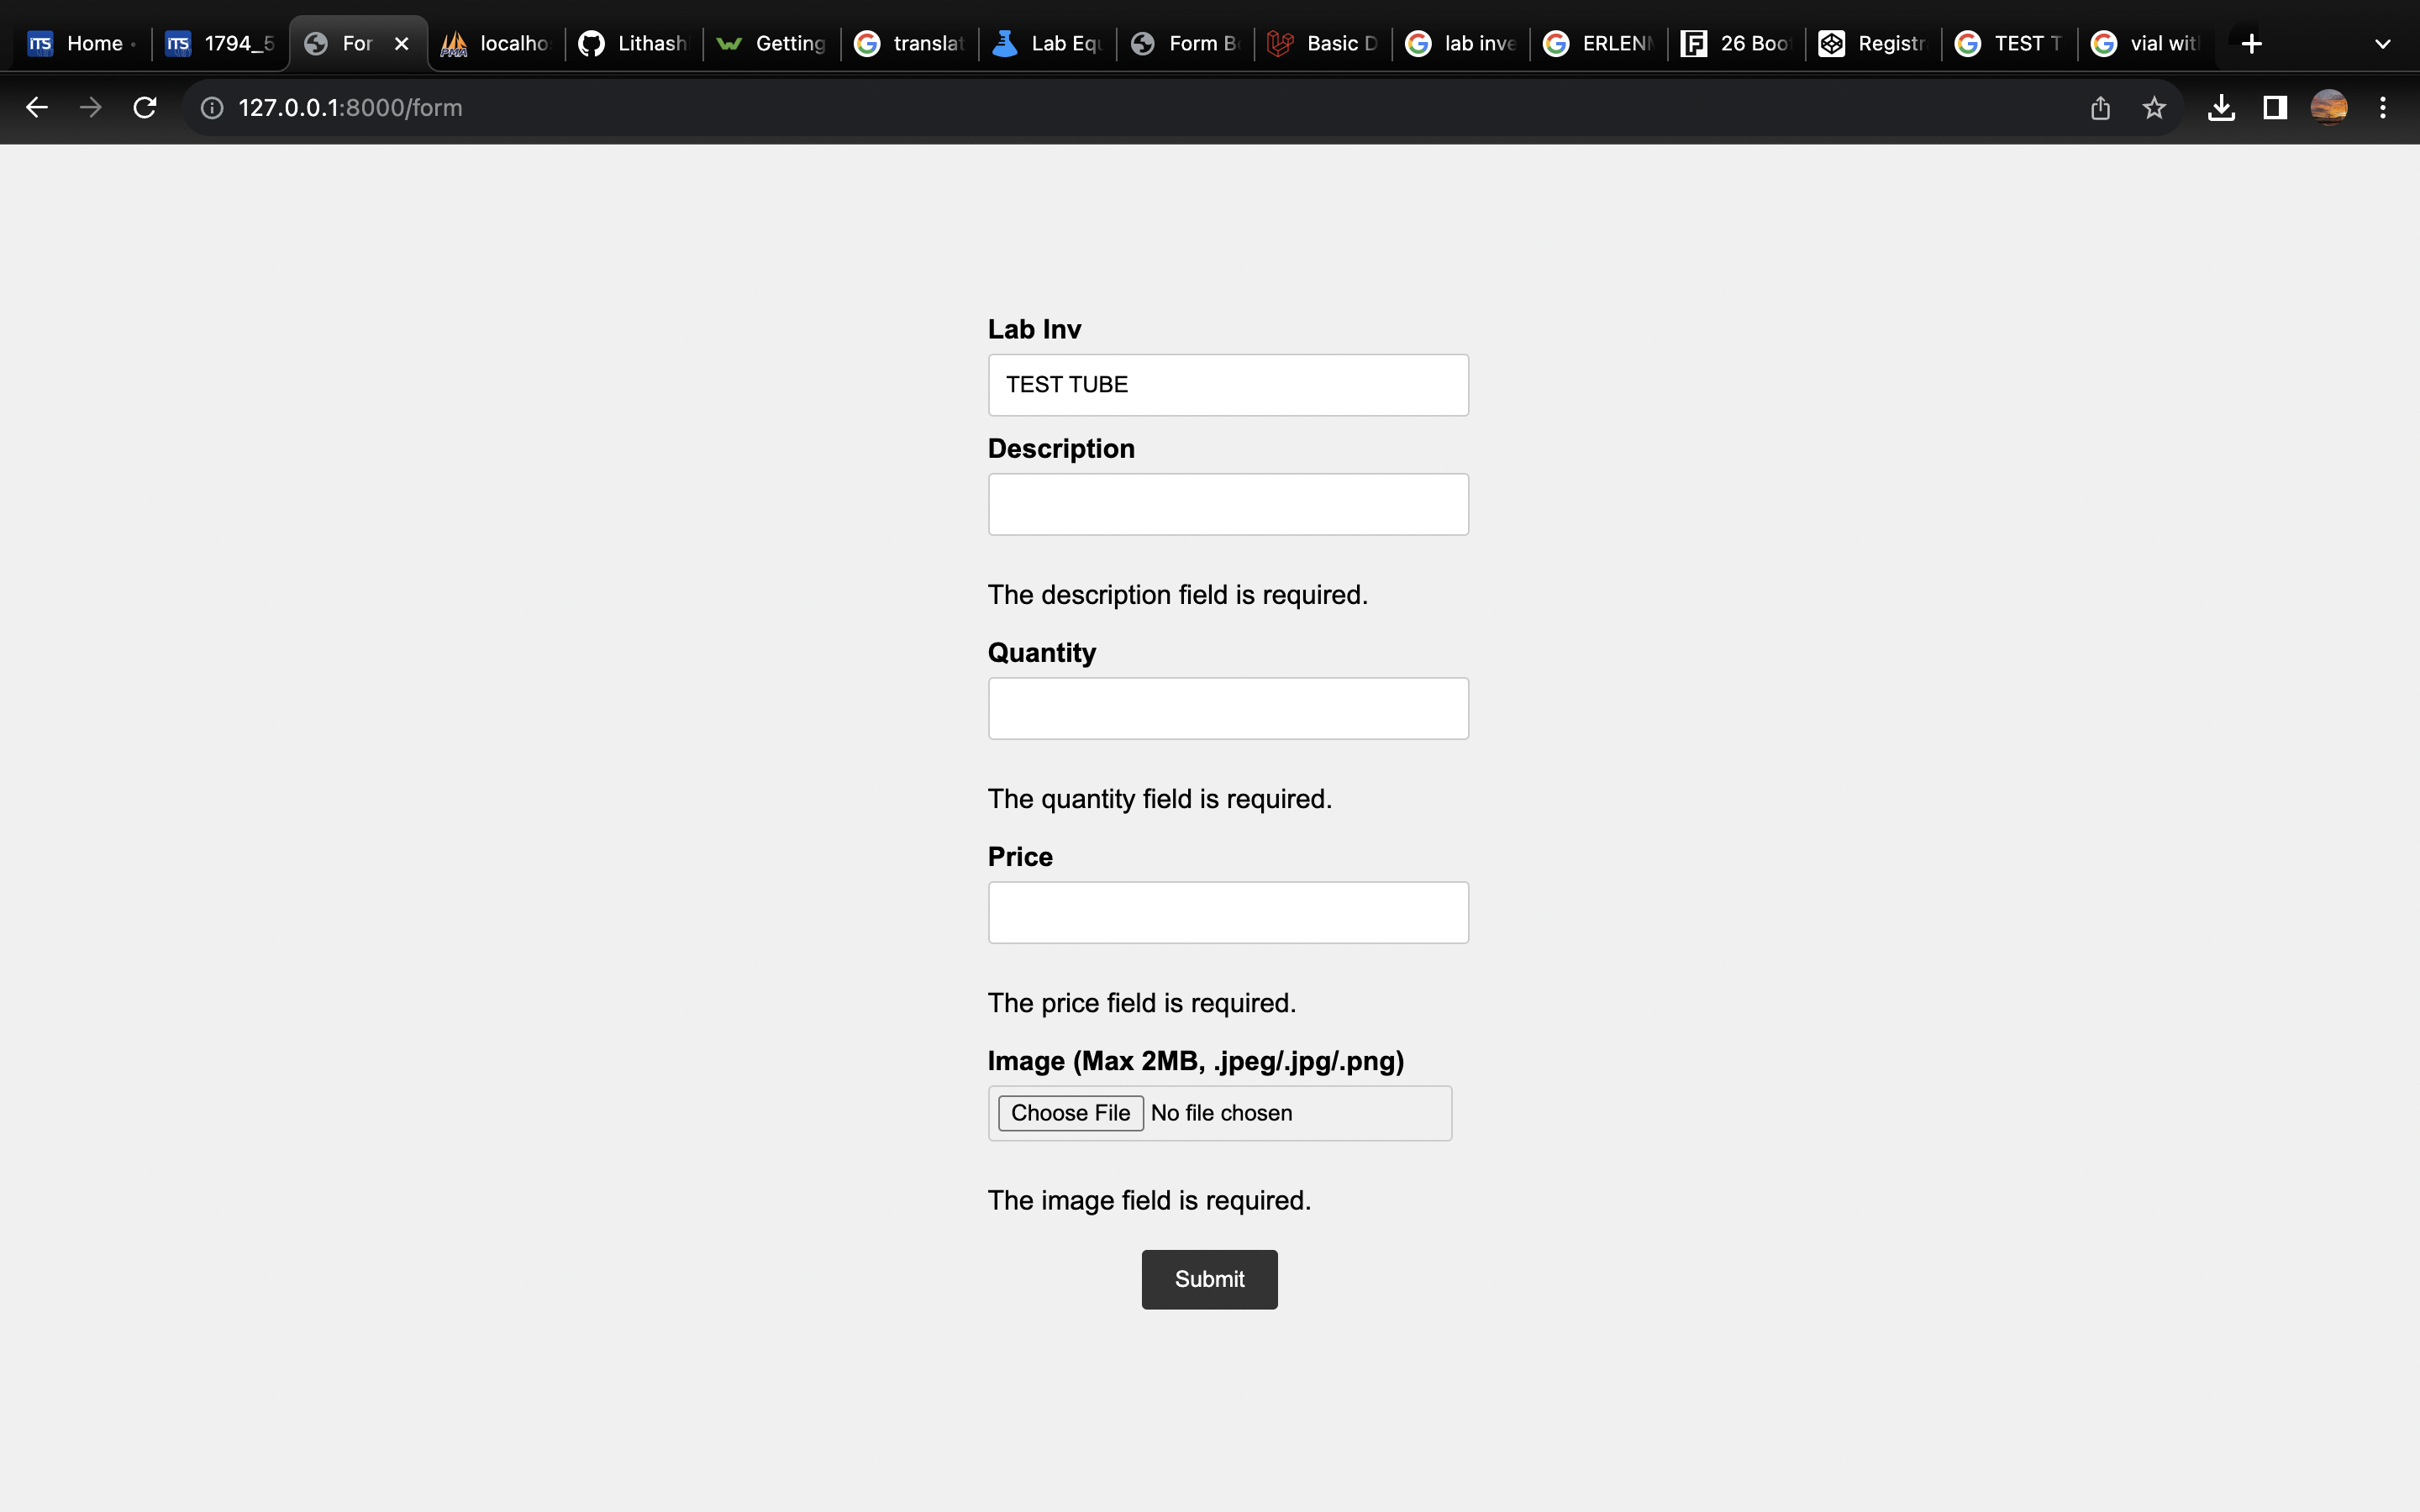 Home
1794_5
For
localho
Lithash
Getting
translat
Lab Equ
Form Bo
Basic D
lab inve
ERLENM
26 Boo
Registr
TEST T
vial wit
127.0.0.1:8000/form
Lab Inv
TEST TUBE
Description
The description field is required.
Quantity
The quantity field is required.
Price
The price field is required.
Image (Max 2MB, .jpeg/.jpg/.png)
Choose File No file chosen
The image field is required.
Submit